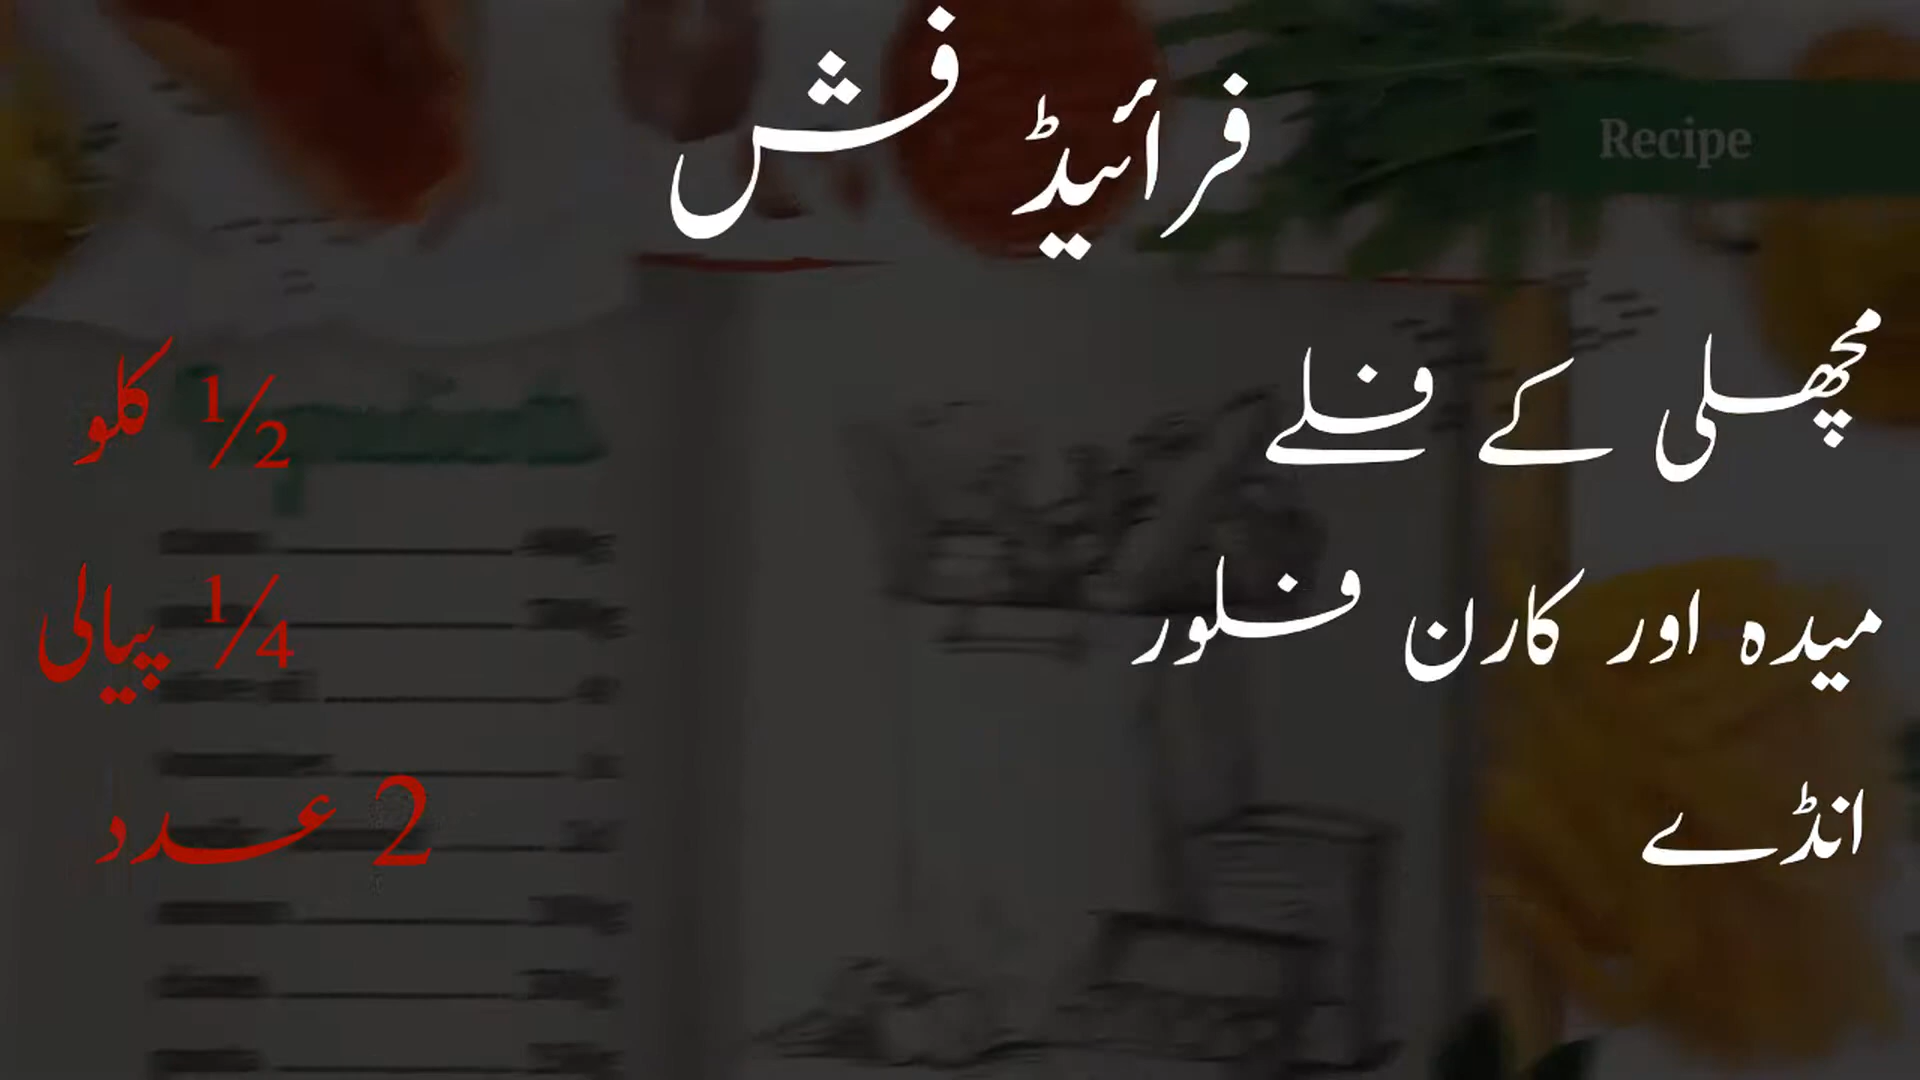 فرائیڈ فش
Recipe
مچھلی کے فلے ½ کلو
میدہ اور کارن فلور ¼ پیالی
انڈے 2 عدد